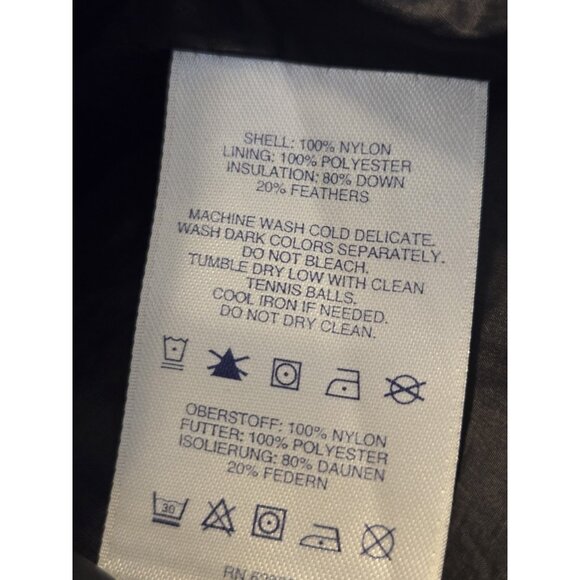 SHELL: 100% NYLON
LINING: 100% POLYESTER
INSULATION: 80% DOWN
20% FEATHERS
MACHINE WASH COLD DELICATE.
WASH DARK COLORS SEPARATELY.
DO NOT BLEACH.
TUMBLE DRY LOW WITH CLEAN
TENNIS BALLS.
COOL IRON IF NEEDED.
DO NOT DRY CLEAN.
OBERSTOFF: 100% NYLON
FUTTER: 100% POLYESTER
ISOLIERUNG: 80% DAUNEN
20% FEDERN
30
RN